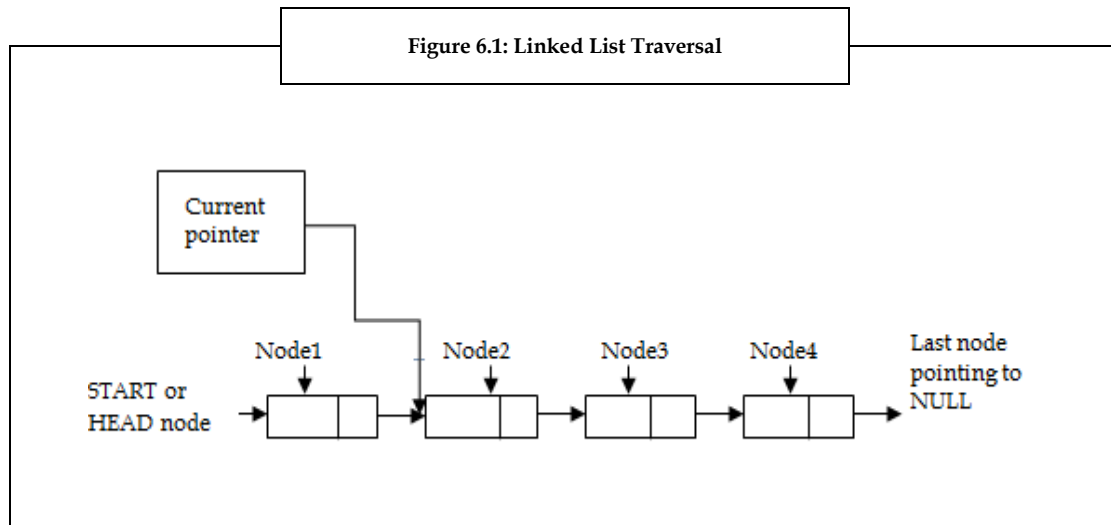 Figure 6.1: Linked List Traversal
Current
pointer
Node1
Node2
Node3
Node4
START or
HEAD node
Last node
pointing to
NULL